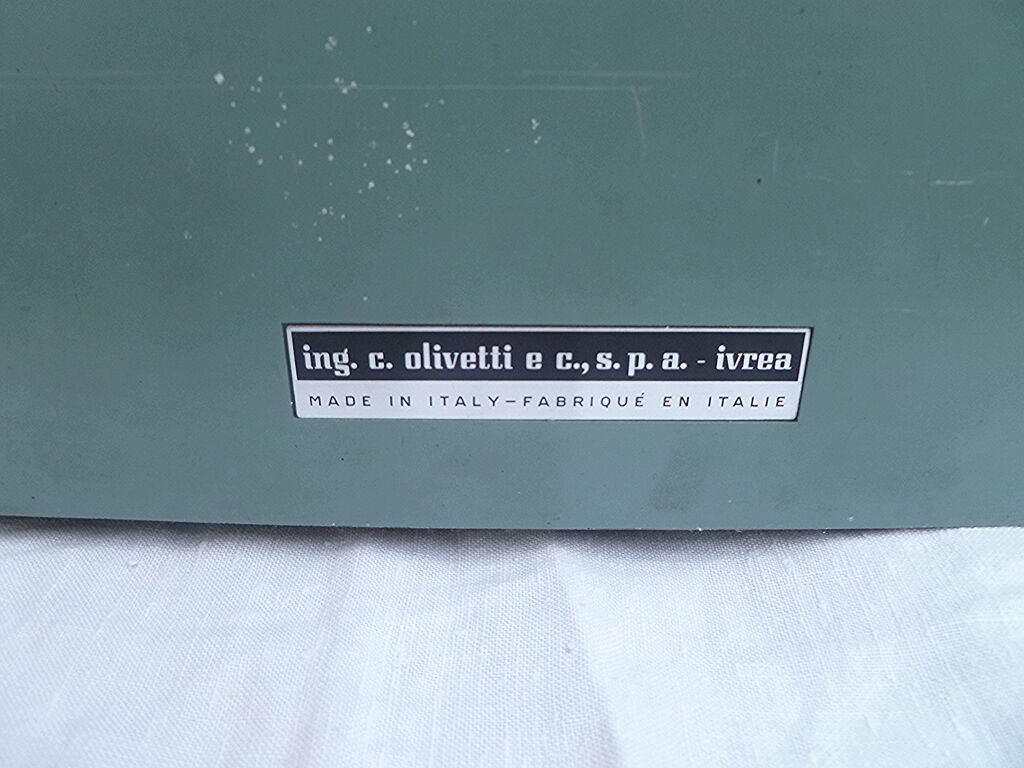 ing. c. olivetti e c., s. p. a. - ivrea
MADE IN ITALY-FABRIQUÉ EN ITALIE